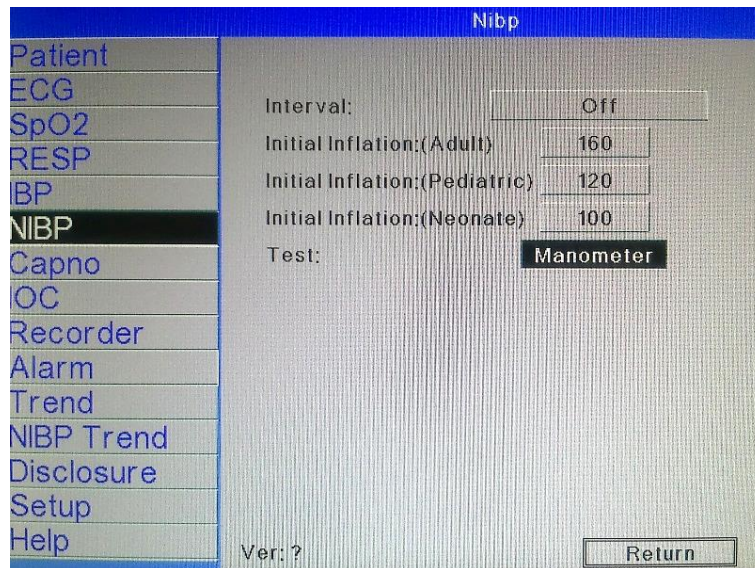 Nibp
Patient
ECG
SpO2
RESP
IBP
NIBP
Capno
IOC
Recorder
Alarm
Trend
NIBP Trend
Disclosure
Setup
Help
Interval: Off
Initial Inflation:(Adult) 160
Initial Inflation:(Pediatric) 120
Initial Inflation:(Neonate) 100
Test: Manometer
Ver: ?
Return